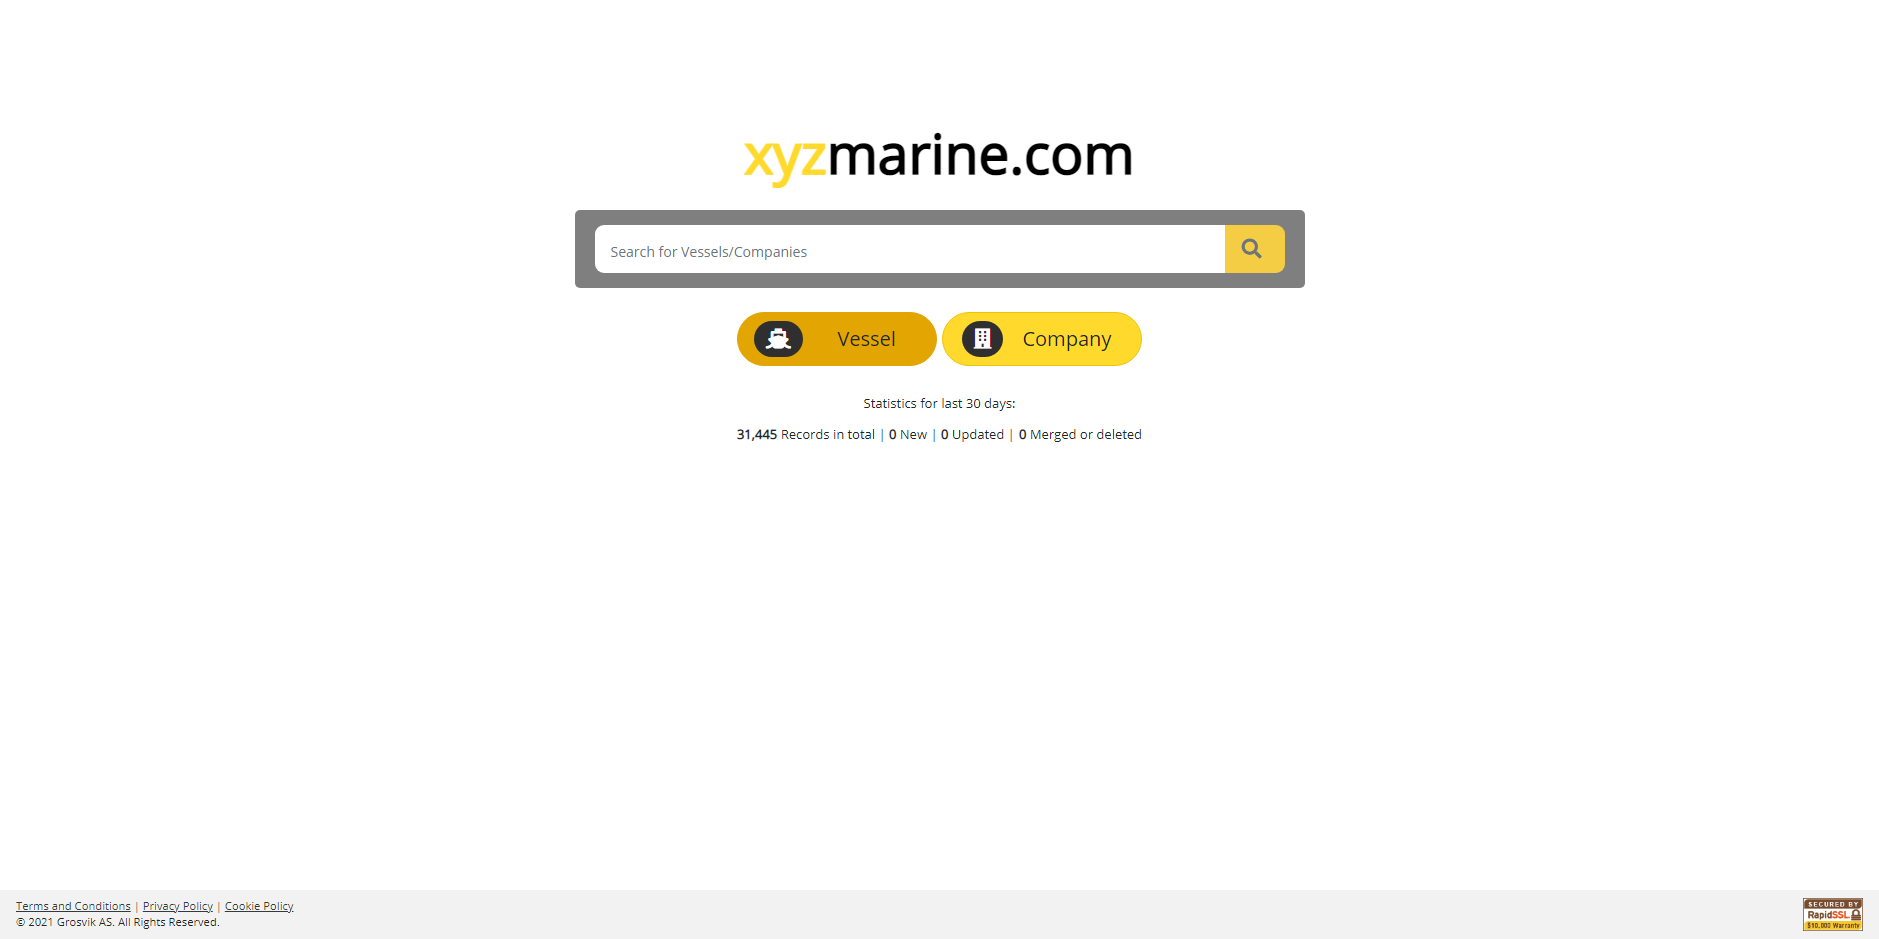 xyzmarine.com
Search for Vessels/Companies
Vessel
Company
Statistics for last 30 days:
31,445 Records in total | 0 New | 0 Updated | 0 Merged or deleted
Terms and Conditions | Privacy Policy | Cookie Policy
© 2021 Grosvik AS. All Rights Reserved.
SECURED BY
RapidSSL
$10,000 Warranty